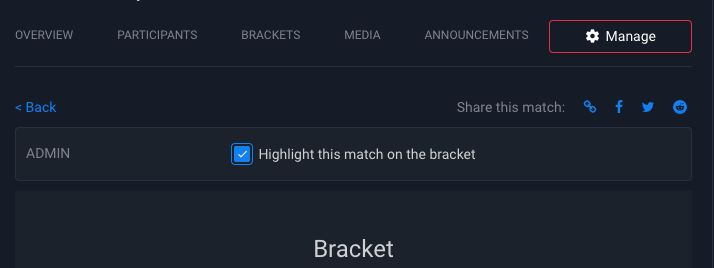 OVERVIEW PARTICIPANTS BRACKETS MEDIA ANNOUNCEMENTS Manage
< Back Share this match:
ADMIN Highlight this match on the bracket
Bracket